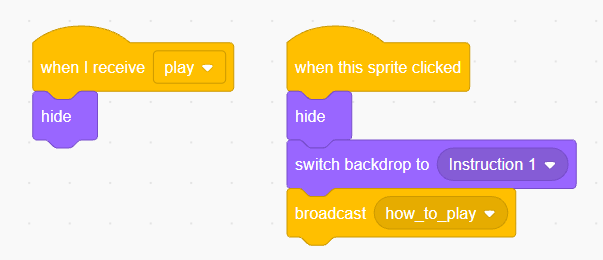 when I receive play
hide
when this sprite clicked
hide
switch backdrop to Instruction 1
broadcast how_to_play